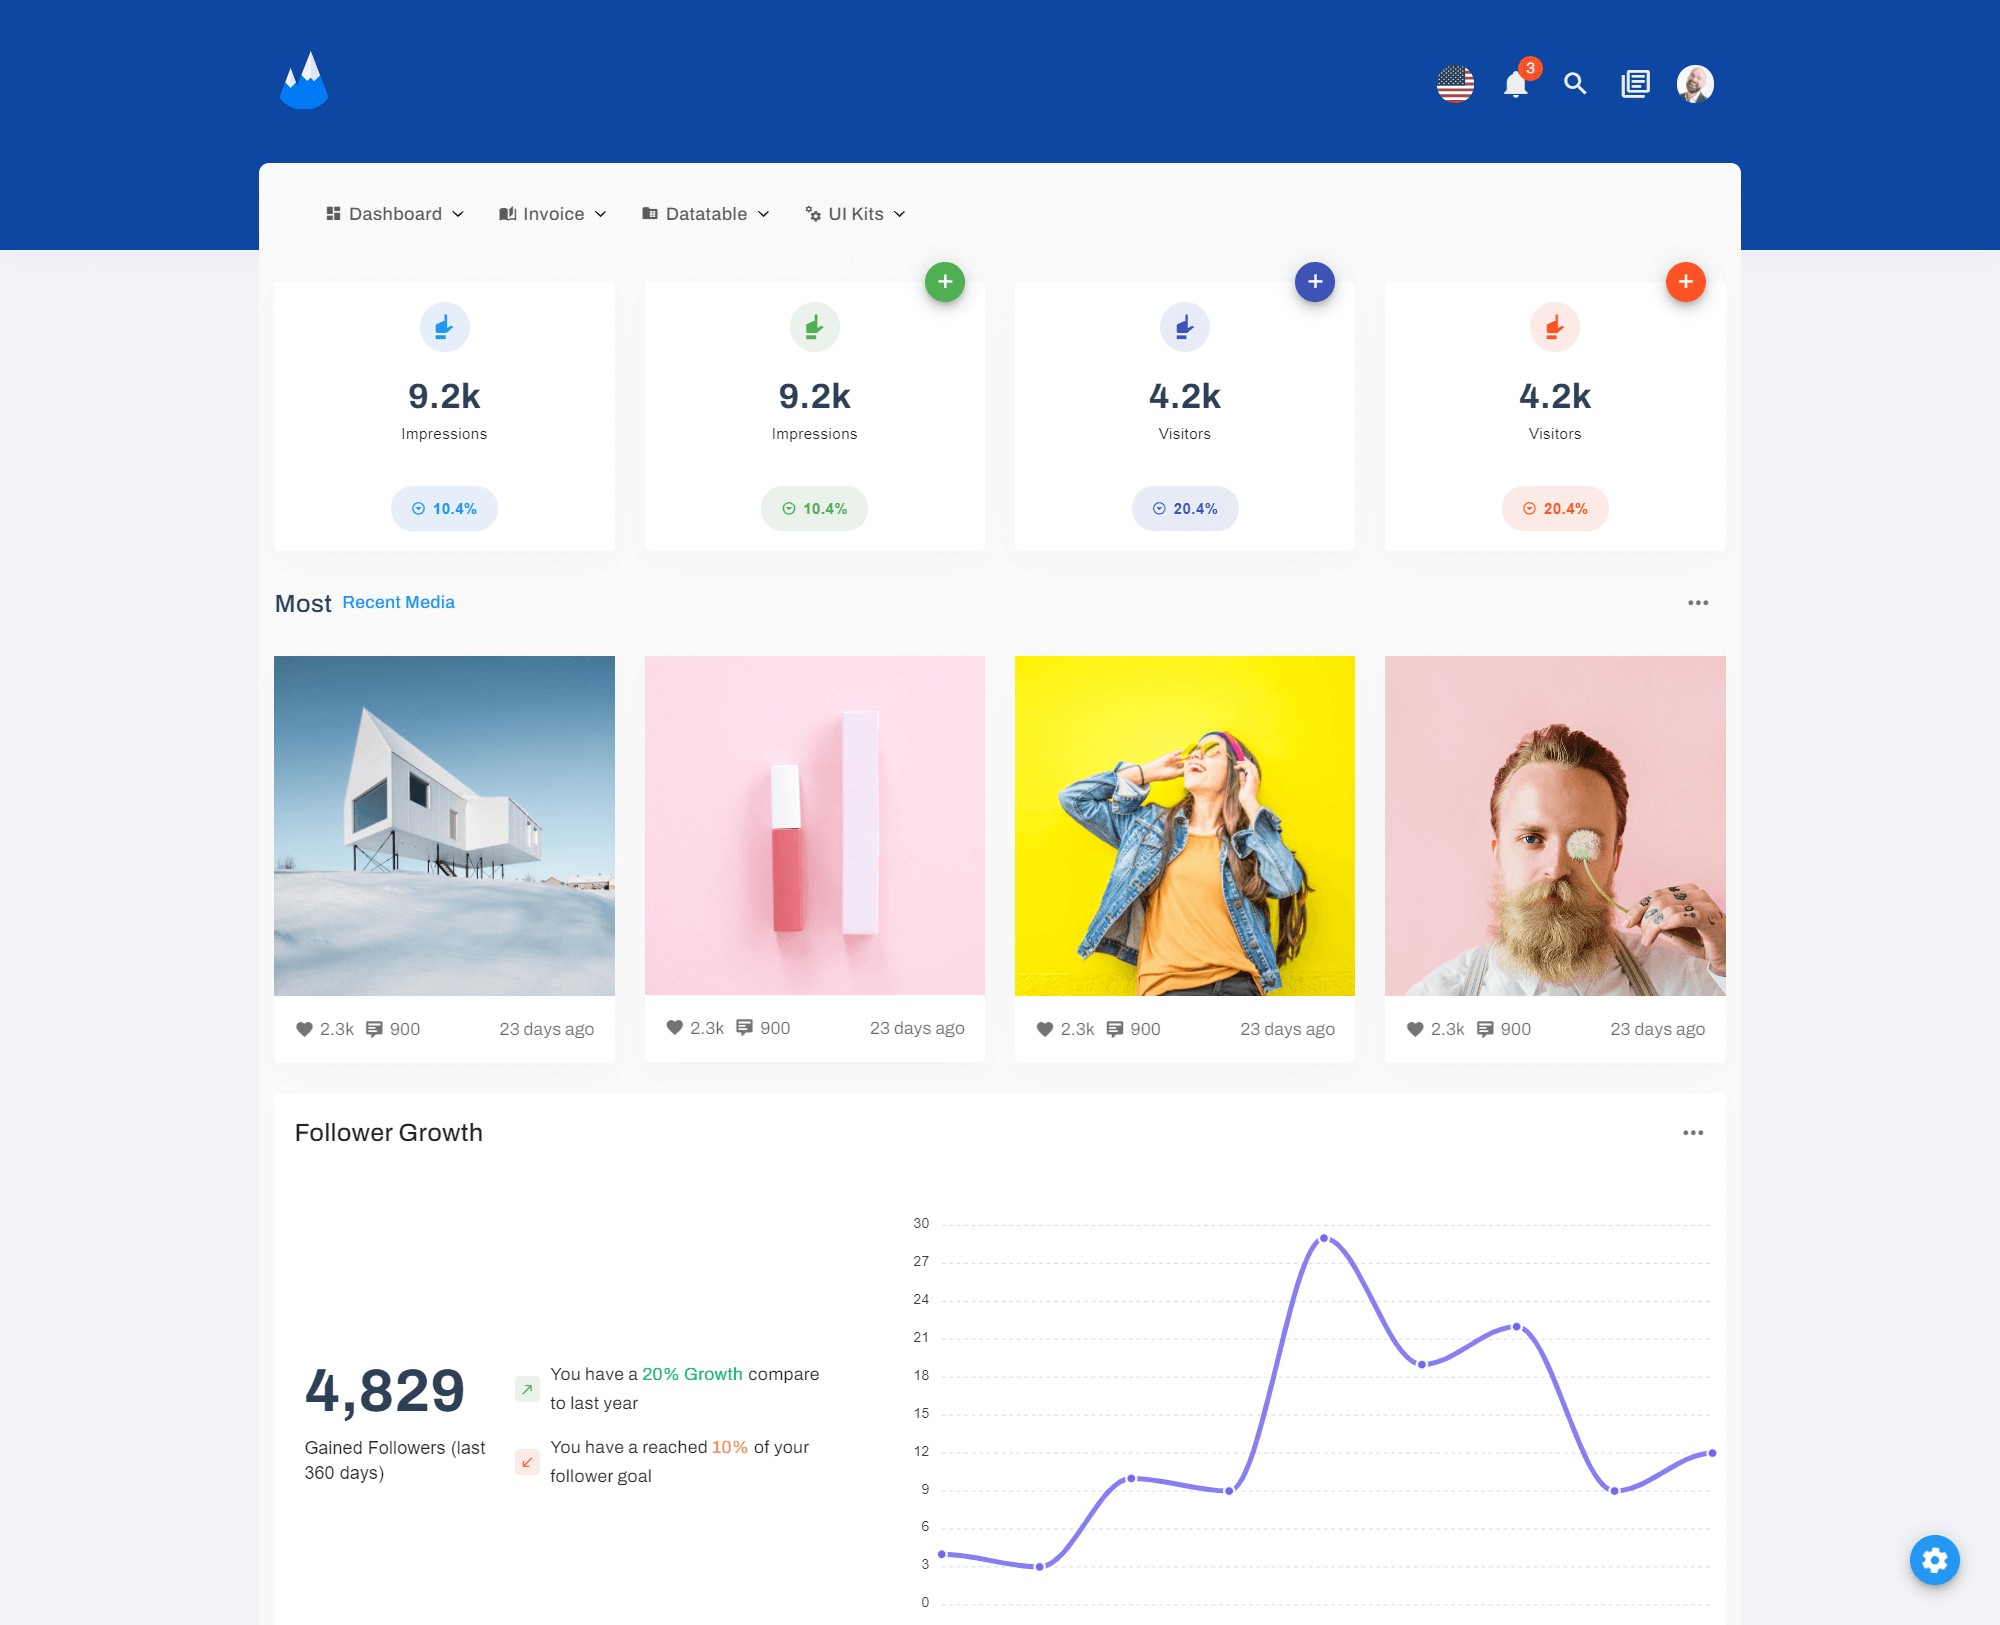 3
Dashboard Invoice Datatable UI Kits
9.2k
Impressions
10.4%
9.2k
Impressions
10.4%
4.2k
Visitors
20.4%
4.2k
Visitors
20.4%
Most Recent Media
2.3k 900 23 days ago
2.3k 900 23 days ago
2.3k 900 23 days ago
2.3k 900 23 days ago
Follower Growth
4,829
Gained Followers (last
360 days)
You have a 20% Growth compare
to last year
You have a reached 10% of your
follower goal
30
27
24
21
18
15
12
9
6
3
0